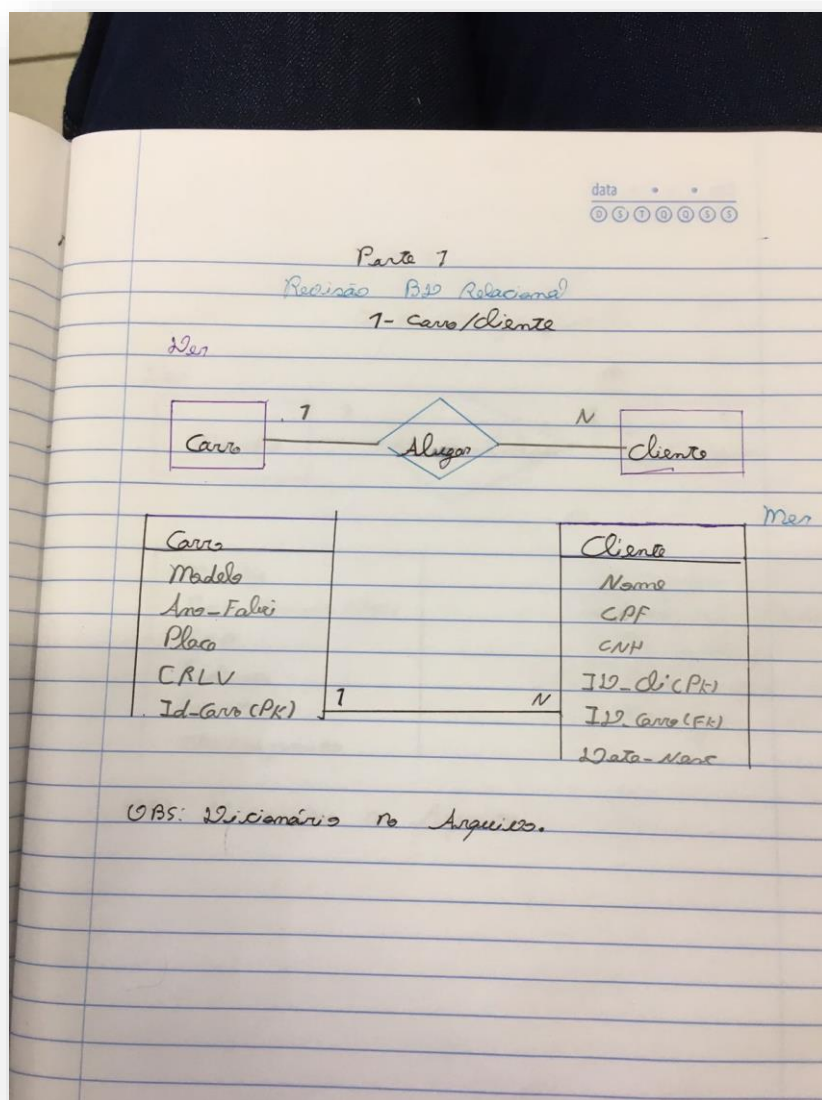 data
D S T Q Q S S
Parte 1
Revisão BD Relacional
1- Carro/Cliente
Der
Carro 1 Alugar N Cliente
Mer
Carro
Modelo
Ano-Fabri
Placa
CRLV
Id-Carro (PK)
1 N
Cliente
Nome
CPF
CNH
ID-Cli (PK)
ID-Carro (FK)
Data-Nasc
OBS: Dicionário no Arquivo.